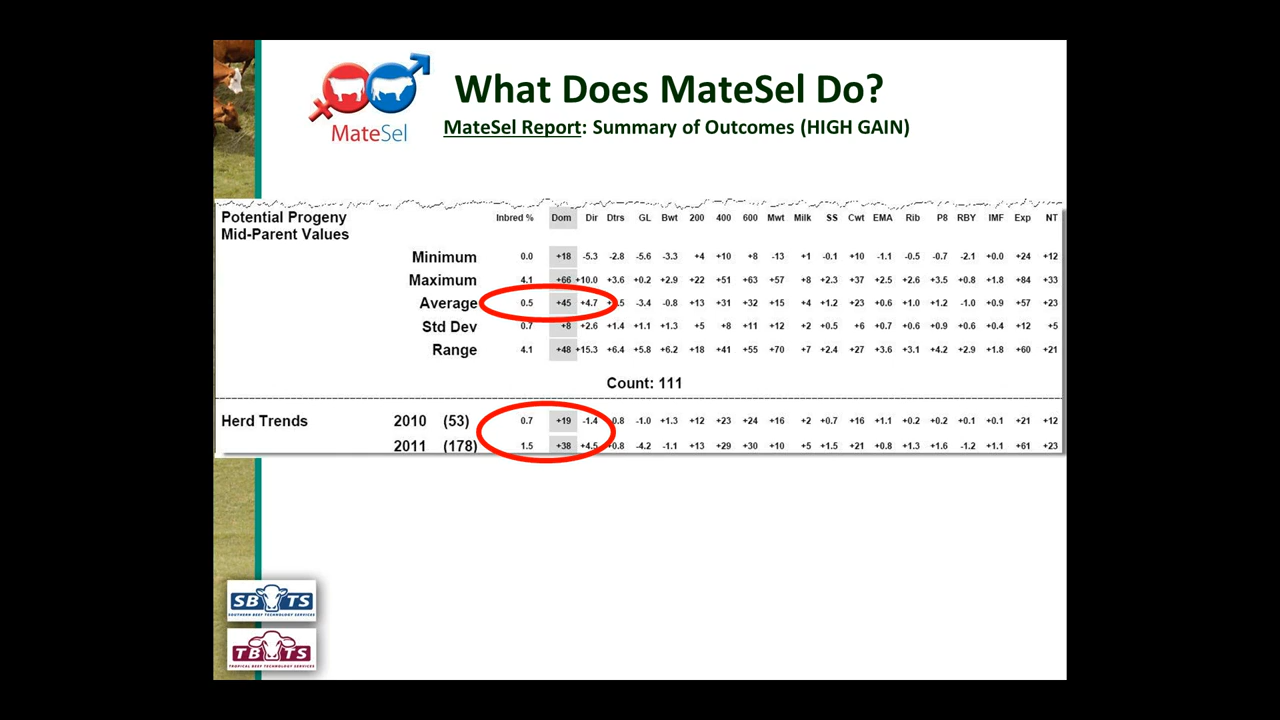 What Does MateSel Do?
MateSel
MateSel Report: Summary of Outcomes (HIGH GAIN)
Potential Progeny Inbred % Dom Dir Dtrs GL Bwt 200 400 600 Mwt Milk SS Cwt EMA Rib P8 RBY IMF Exp NT
Mid-Parent Values
Minimum 0.0 +18 -5.3 -2.8 -5.6 -3.3 +4 +10 +8 -13 +1 -0.1 +10 -1.1 -0.5 -0.7 -2.1 +0.0 +24 +12
Maximum 4.1 +66 +10.0 +3.6 +0.2 +2.9 +22 +51 +63 +57 +8 +2.3 +37 +2.5 +2.6 +3.5 +0.8 +1.8 +84 +33
Average 0.5 +45 +4.7 -3.4 -0.8 +13 +31 +32 +15 +4 +1.2 +23 +0.6 +1.0 +1.2 -1.0 +0.9 +57 +23
Std Dev 0.7 +8 +2.6 +1.4 +1.1 +1.3 +5 +8 +11 +12 +2 +0.5 +6 +0.7 +0.6 +0.9 +0.6 +0.4 +12 +5
Range 4.1 +48 +15.3 +6.4 +5.8 +6.2 +18 +41 +55 +70 +7 +2.4 +27 +3.6 +3.1 +4.2 +2.9 +1.8 +60 +21
Count: 111
Herd Trends 2010 (53) 0.7 +19 -1.4 +0.8 -1.0 +1.3 +12 +23 +24 +16 +2 +0.7 +16 +1.1 +0.2 +0.2 +0.1 +0.1 +21 +12
2011 (178) 1.5 +38 +4.5 +0.8 -4.2 -1.1 +13 +29 +30 +10 +5 +1.5 +21 +0.8 +1.3 +1.6 -1.2 +1.1 +61 +23
SBTS
SOUTHERN BEEF TECHNOLOGY SERVICES
TBTS
TROPICAL BEEF TECHNOLOGY SERVICES